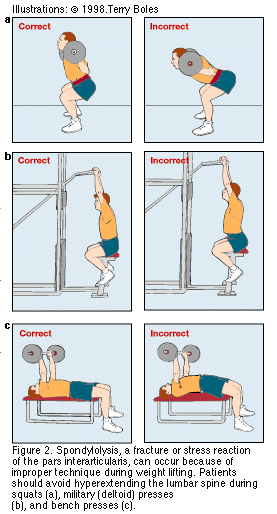 Illustrations: © 1998.Terry Boles
a
Correct
Incorrect
b
Correct
Incorrect
c
Correct
Incorrect
Figure 2. Spondylolysis, a fracture or stress reaction
of the pars interarticularis, can occur because of
improper technique during weight lifting. Patients
should avoid hyperextending the lumbar spine during
squats (a), military (deltoid) presses
(b), and bench presses (c).